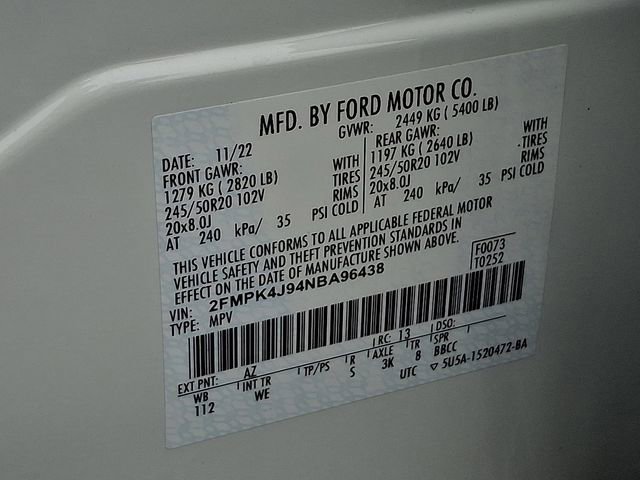 MFD. BY FORD MOTOR CO.
DATE: 11/22 GVWR: 2449 KG ( 5400 LB)
FRONT GAWR: WITH REAR GAWR: WITH
1279 KG ( 2820 LB) TIRES 1197 KG ( 2640 LB) TIRES
245/50R20 102V RIMS 245/50R20 102V RIMS
20x8.0J 20x8.0J
AT 240 kPa/ 35 PSI COLD AT 240 kPa/ 35 PSI COLD
THIS VEHICLE CONFORMS TO ALL APPLICABLE FEDERAL MOTOR
VEHICLE SAFETY AND THEFT PREVENTION STANDARDS IN
EFFECT ON THE DATE OF MANUFACTURE SHOWN ABOVE.
VIN: 2FMPK4J94NBA96438 F0073
TYPE: MPV T0252
EXT PNT: AZ RC: 13 DSO:
WB INT TR TP/PS R AXLE TR SPR
112 WE S 3K 8 BBCC
UTC ▽ 5U5A-1520472-BA